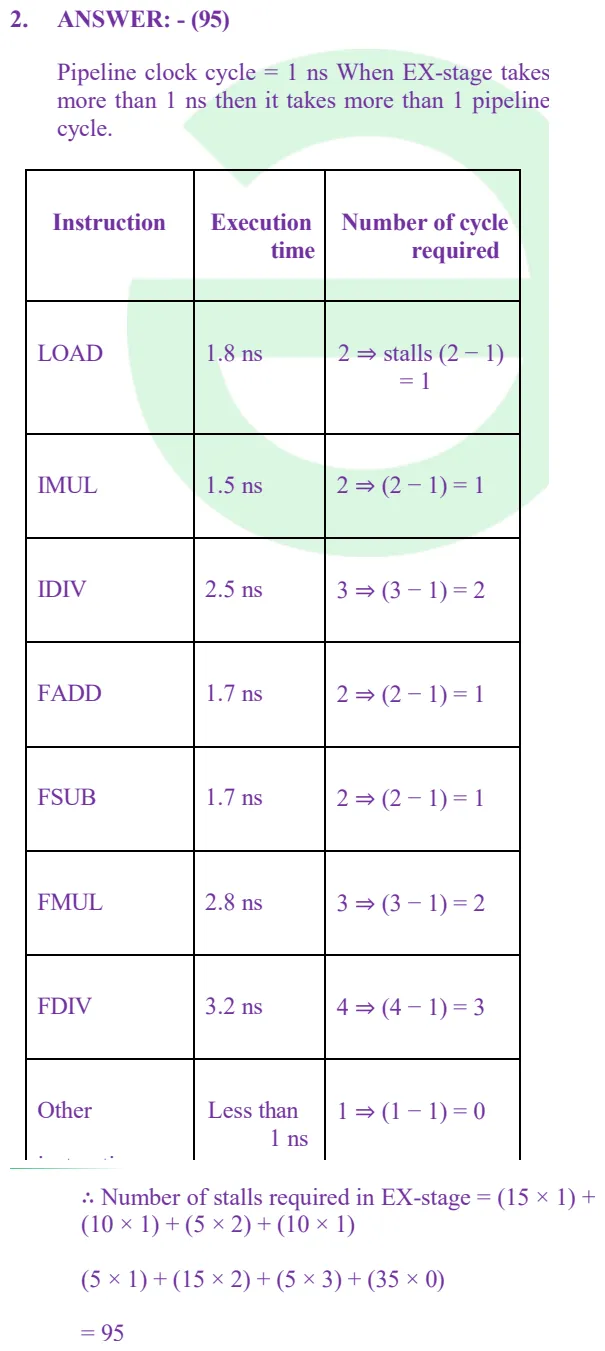 2. ANSWER: - (95)
Pipeline clock cycle = 1 ns When EX-stage takes
more than 1 ns then it takes more than 1 pipeline
cycle.
Instruction Execution time Number of cycle required
LOAD 1.8 ns 2 ⇒ stalls (2 − 1) = 1
IMUL 1.5 ns 2 ⇒ (2 − 1) = 1
IDIV 2.5 ns 3 ⇒ (3 − 1) = 2
FADD 1.7 ns 2 ⇒ (2 − 1) = 1
FSUB 1.7 ns 2 ⇒ (2 − 1) = 1
FMUL 2.8 ns 3 ⇒ (3 − 1) = 2
FDIV 3.2 ns 4 ⇒ (4 − 1) = 3
Other Less than 1 ns 1 ⇒ (1 − 1) = 0
∴ Number of stalls required in EX-stage = (15 × 1) +
(10 × 1) + (5 × 2) + (10 × 1)
(5 × 1) + (15 × 2) + (5 × 3) + (35 × 0)
= 95